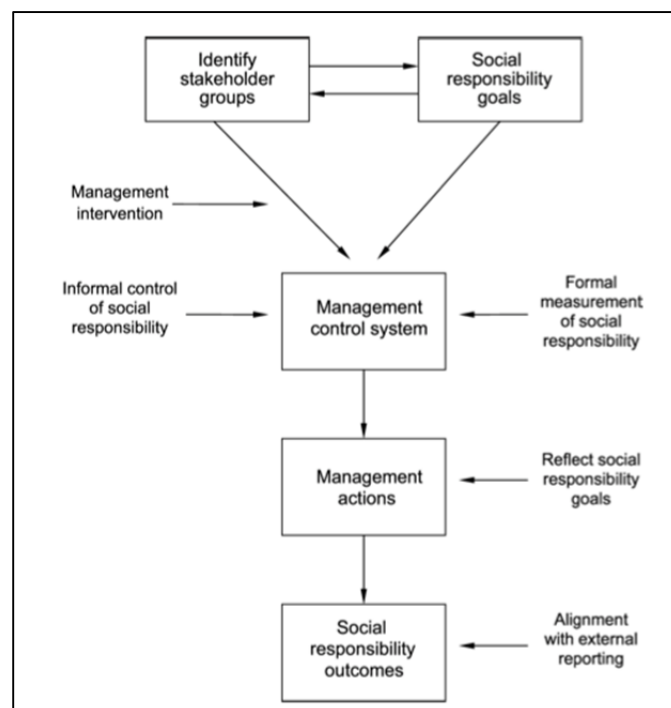 Identify
stakeholder
groups
Social
responsibility
goals
Management
intervention
Informal control
of social
responsibility
Management
control system
Formal
measurement
of social
responsibility
Management
actions
Reflect social
responsibility
goals
Social
responsibility
outcomes
Alignment
with external
reporting